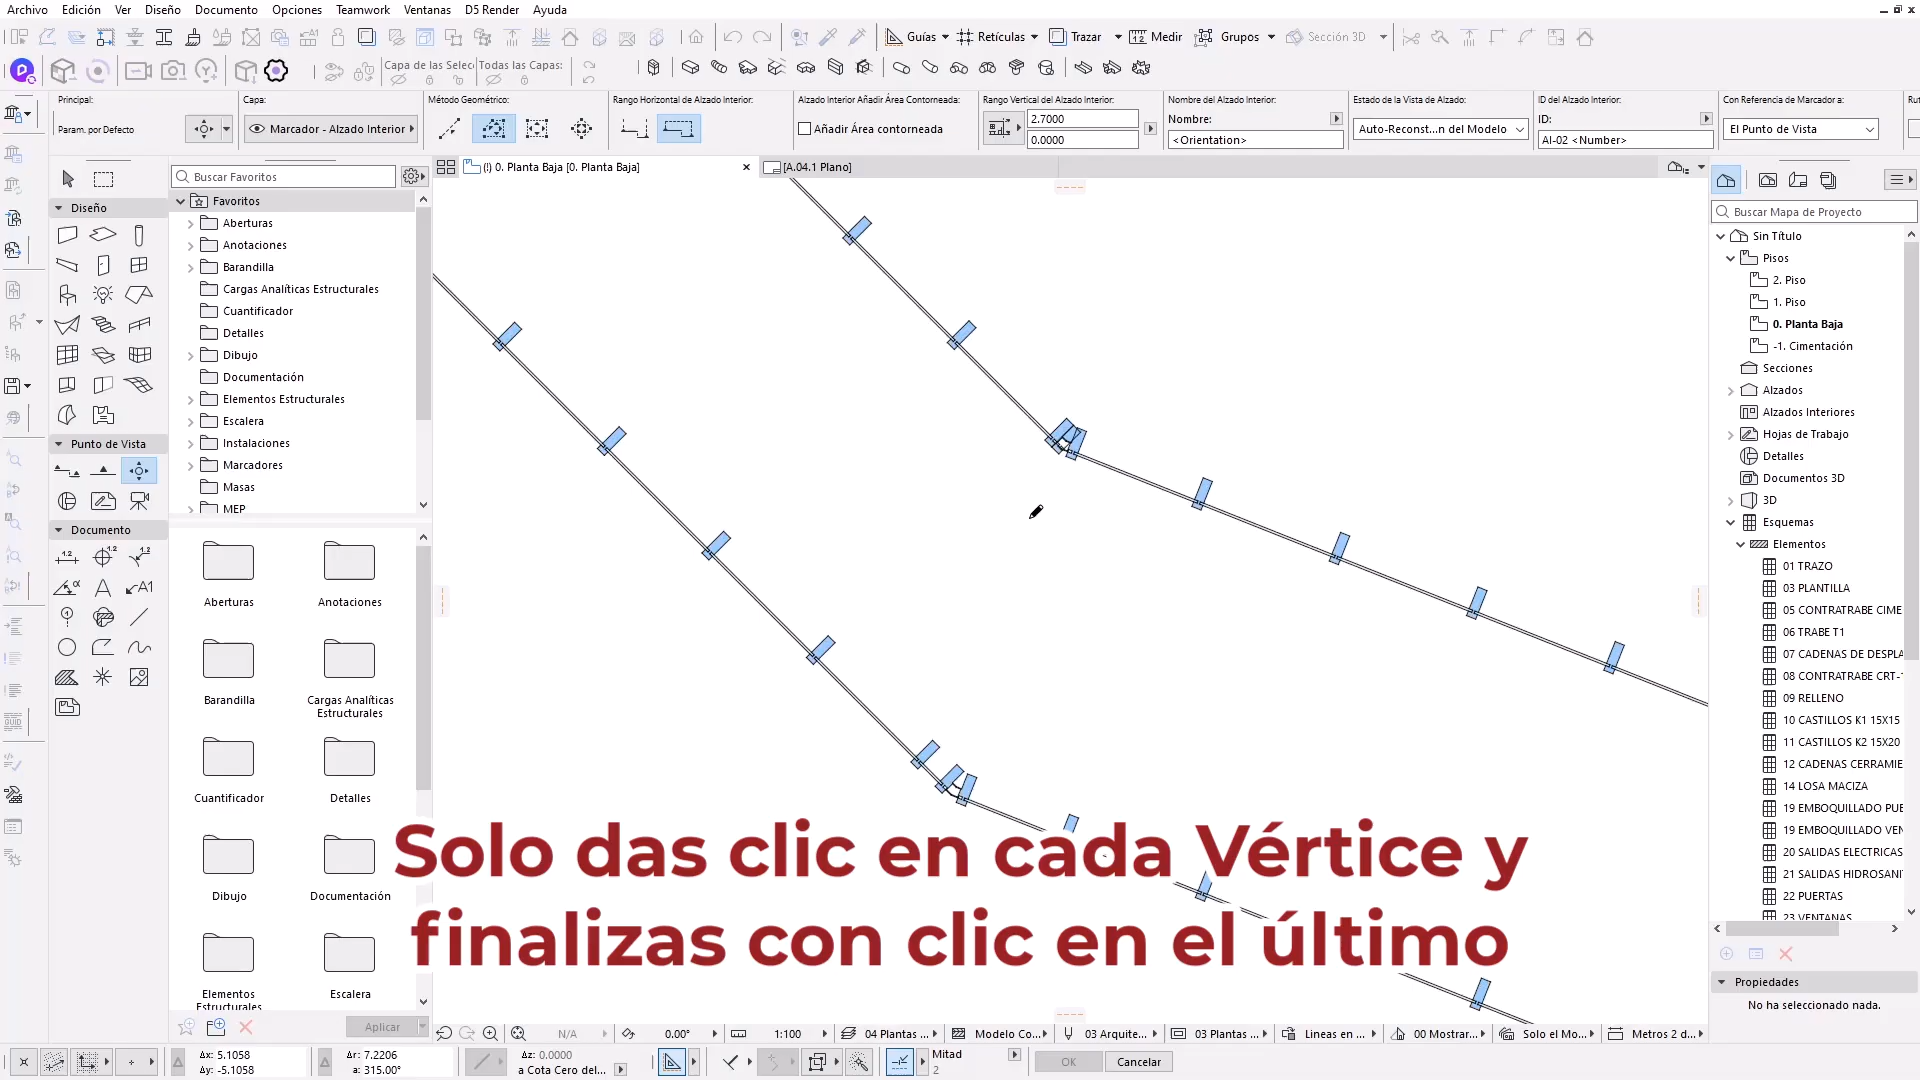 Archivo Edición Ver Diseño Documento Opciones Teamwork Ventanas D5 Render Ayuda
Guías Retículas Trazar Medir Grupos Sección 3D
Capa de las Selec Todas las Capas:
Principal:
Param. por Defecto
Capa:
Marcador - Alzado Interior
Método Geométrico:
Rango Horizontal de Alzado Interior:
Alzado Interior Añadir Área Contorneada:
Añadir Área contorneada
Rango Vertical del Alzado Interior:
2.7000
0.0000
Nombre del Alzado Interior:
Nombre:
<Orientation>
Estado de la Vista de Alzado:
Auto-Reconst...n del Modelo
ID del Alzado Interior:
ID:
AI-02 <Number>
Con Referencia de Marcador a:
El Punto de Vista
Rut
Buscar Favoritos
(!) 0. Planta Baja [0. Planta Baja]
[A.04.1 Plano]
Diseño
Punto de Vista
Documento
Favoritos
Aberturas
Anotaciones
Barandilla
Cargas Analíticas Estructurales
Cuantificador
Detalles
Dibujo
Documentación
Elementos Estructurales
Escalera
Instalaciones
Marcadores
Masas
MEP
Aberturas
Anotaciones
Barandilla
Cargas Analíticas
Estructurales
Cuantificador
Detalles
Dibujo
Documentación
Elementos
Estructurales
Escalera
Aplicar
Solo das clic en cada Vértice y
finalizas con clic en el último
Buscar Mapa de Proyecto
Sin Título
Pisos
2. Piso
1. Piso
0. Planta Baja
-1. Cimentación
Secciones
Alzados
Alzados Interiores
Hojas de Trabajo
Detalles
Documentos 3D
3D
Esquemas
Elementos
01 TRAZO
03 PLANTILLA
05 CONTRATRABE CIME
06 TRABE T1
07 CADENAS DE DESPLA
08 CONTRATRABE CRT-1
09 RELLENO
10 CASTILLOS K1 15X15
11 CASTILLOS K2 15X20
12 CADENAS CERRAMIE
14 LOSA MACIZA
19 EMBOQUILLADO PUE
19 EMBOQUILLADO VEN
20 SALIDAS ELECTRICAS
21 SALIDAS HIDROSANI
22 PUERTAS
23 VENTANAS
Propiedades
No ha seleccionado nada.
N/A 0.00° 1:100 04 Plantas ... Modelo Co... 03 Arquite... 03 Plantas ... Lineas en ... 00 Mostrar... Solo el Mo... Metros 2 d...
Δx: 5.1058
Δy: -5.1058
Δr: 7.2206
a: 315.00°
Δz: 0.0000
a Cota Cero del...
Mitad
2
OK
Cancelar